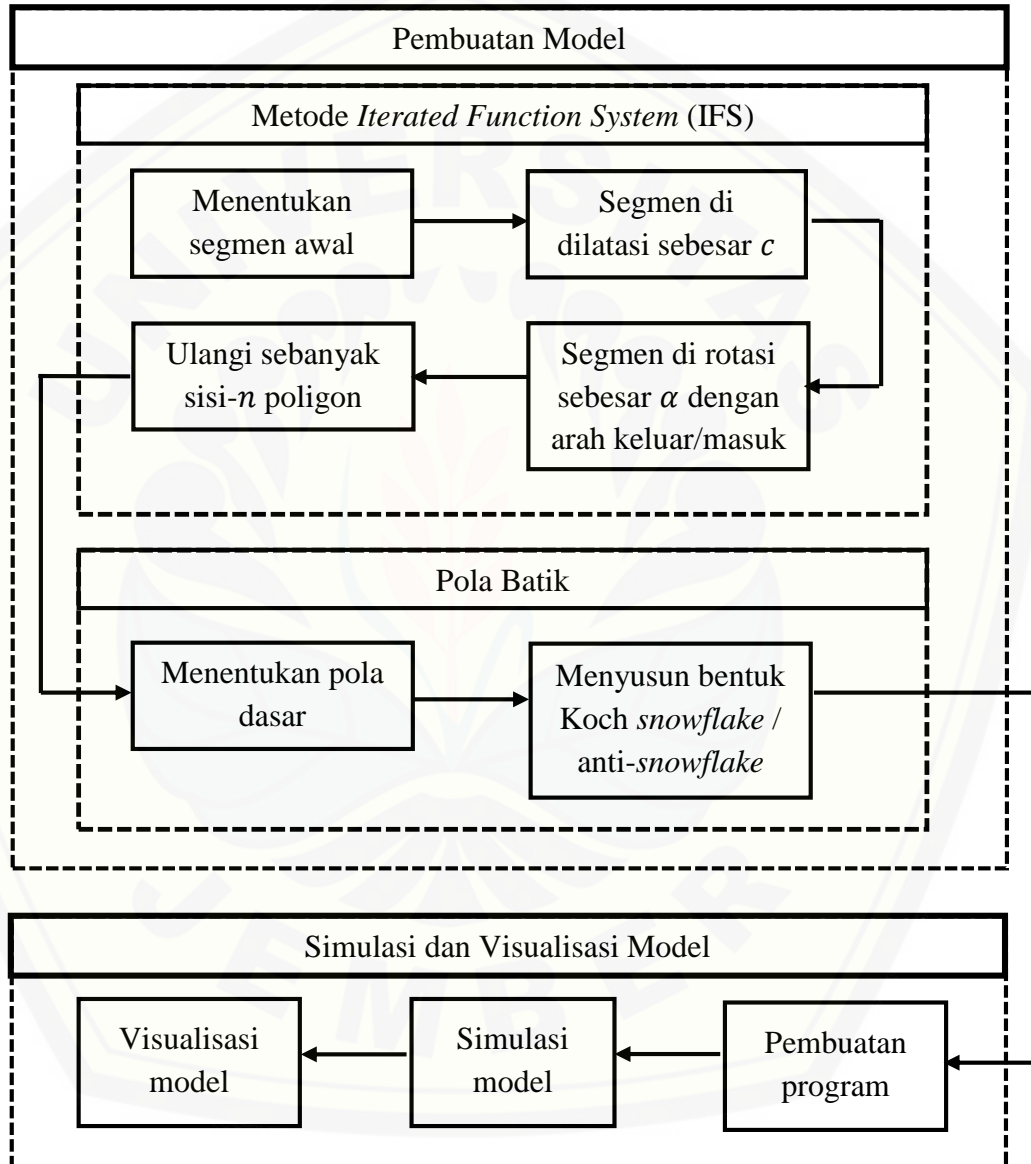 Pembuatan Model
Metode Iterated Function System (IFS)
Menentukan
segmen awal
Segmen di
dilatasi sebesar c
Segmen di rotasi
sebesar α dengan
arah keluar/masuk
Ulangi sebanyak
sisi-n poligon
Pola Batik
Menentukan pola
dasar
Menyusun bentuk
Koch snowflake /
anti-snowflake
Simulasi dan Visualisasi Model
Pembuatan
program
Simulasi
model
Visualisasi
model
UNIVERSITAS
JEMBER